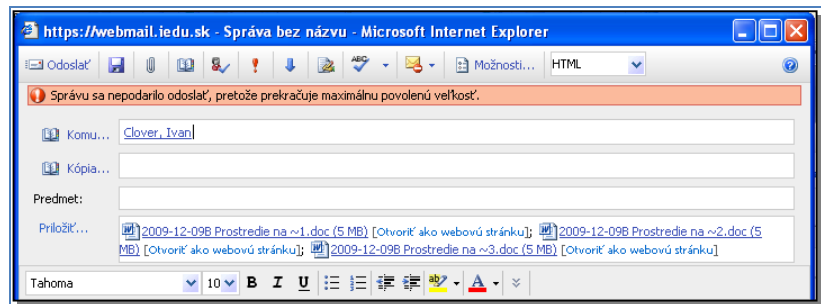 https://webmail.iedu.sk - Správa bez názvu - Microsoft Internet Explorer
Odoslať ABC Možnosti... HTML
Správu sa nepodarilo odoslať, pretože prekračuje maximálnu povolenú veľkosť.
Komu... Clover, Ivan
Kópia...
Predmet:
Priložiť... 2009-12-09B Prostredie na ~1.doc (5 MB) [Otvoriť ako webovú stránku]; 2009-12-09B Prostredie na ~2.doc (5
MB) [Otvoriť ako webovú stránku]; 2009-12-09B Prostredie na ~3.doc (5 MB) [Otvoriť ako webovú stránku]
Tahoma 10 B I U ab A